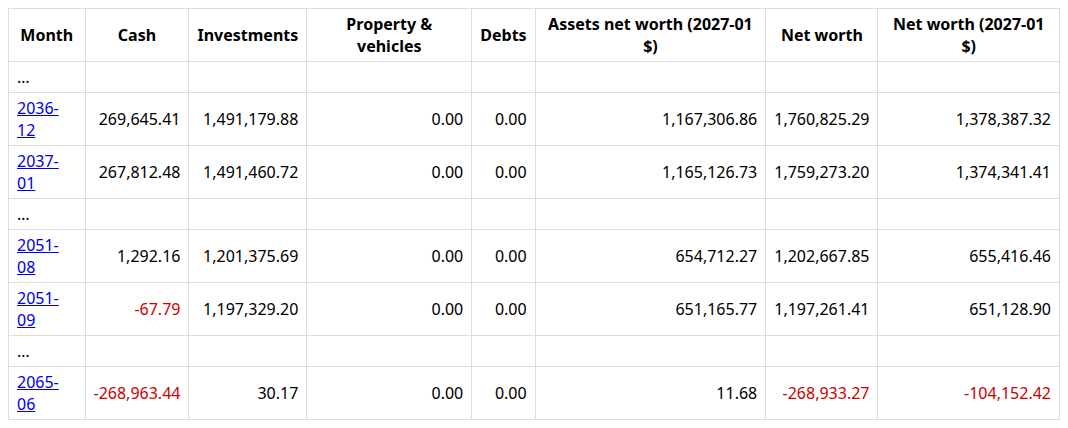 Month Cash Investments Property & vehicles Debts Assets net worth (2027-01 $) Net worth Net worth (2027-01 $)
...
2036-12 269,645.41 1,491,179.88 0.00 0.00 1,167,306.86 1,760,825.29 1,378,387.32
2037-01 267,812.48 1,491,460.72 0.00 0.00 1,165,126.73 1,759,273.20 1,374,341.41
...
2051-08 1,292.16 1,201,375.69 0.00 0.00 654,712.27 1,202,667.85 655,416.46
2051-09 -67.79 1,197,329.20 0.00 0.00 651,165.77 1,197,261.41 651,128.90
...
2065-06 -268,963.44 30.17 0.00 0.00 11.68 -268,933.27 -104,152.42